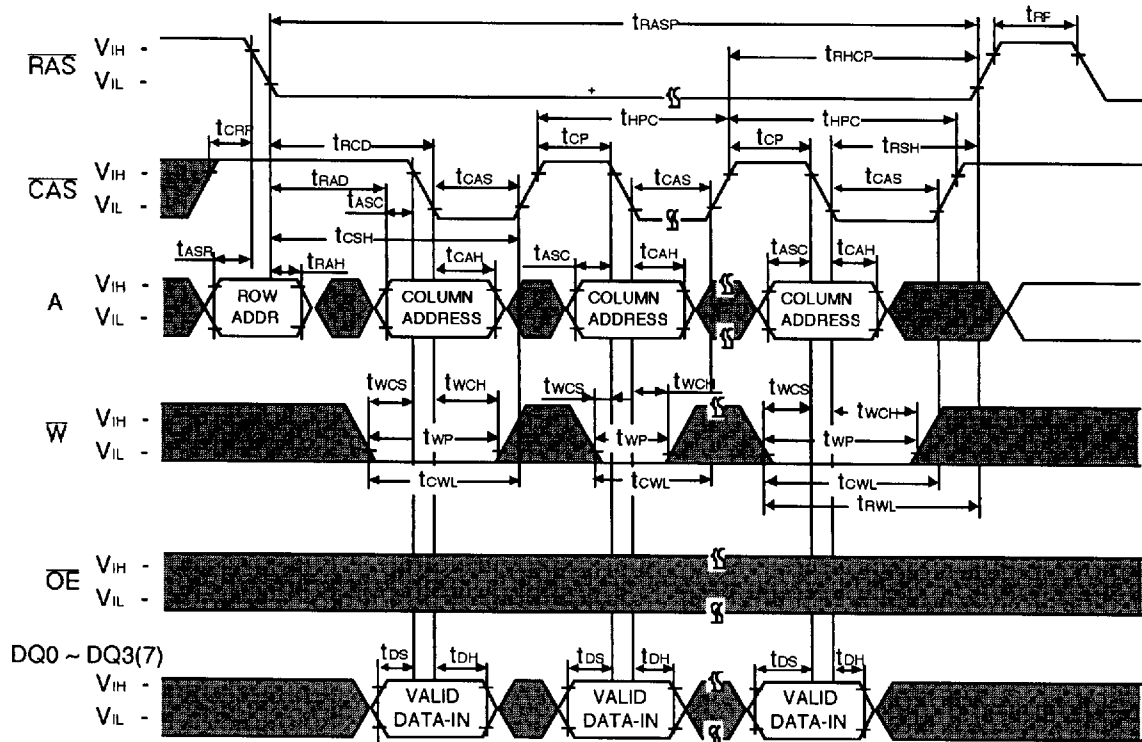 tRASP
tRF
RAS
VIH -
VIL -
tRHCP
tCRP
tRCD
tHPC
tHPC
tCP
tCP
tRSH
CAS
VIH -
VIL -
tRAD
tCAS
tCAS
tCAS
tASC
tCSH
tASR
tRAH
tCAH
tASC
tCAH
tASC
tCAH
A
VIH -
VIL -
ROW
ADDR
COLUMN
ADDRESS
COLUMN
ADDRESS
COLUMN
ADDRESS
tWCS
tWCH
tWCS
tWCH
tWCS
tWCH
W
VIH -
VIL -
tWP
tWP
tWP
tCWL
tCWL
tCWL
tRWL
OE
VIH -
VIL -
DQ0 ~ DQ3(7)
tDS
tDH
tDS
tDH
tDS
tDH
VIH -
VIL -
VALID
DATA-IN
VALID
DATA-IN
VALID
DATA-IN